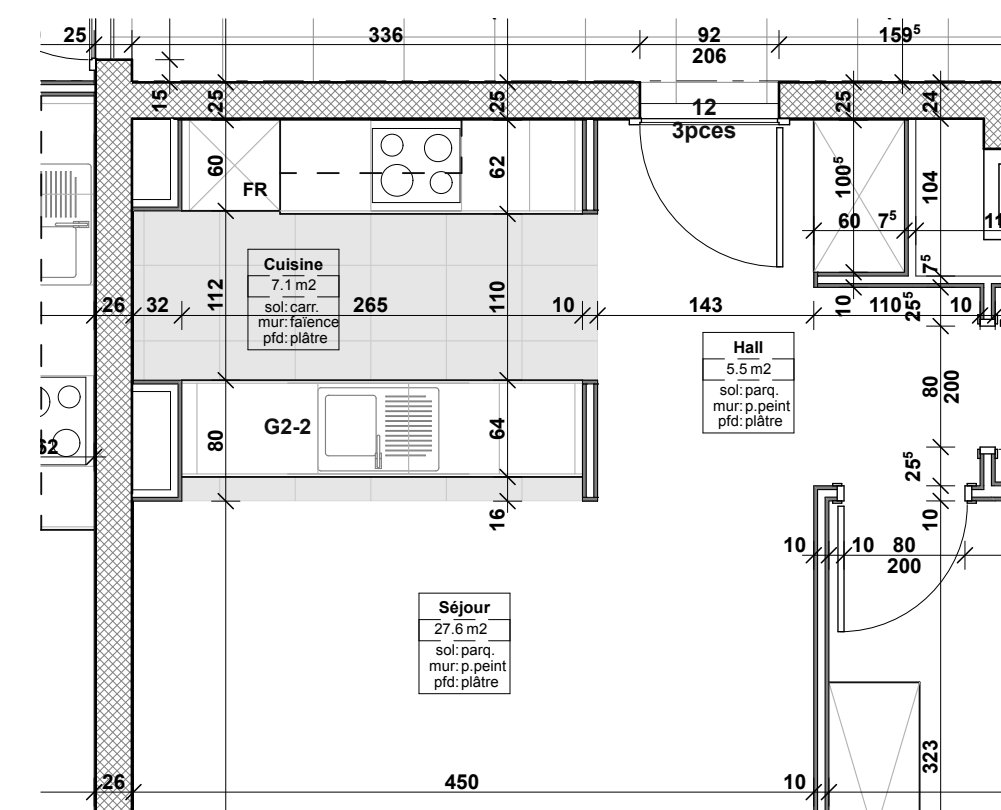 25
336
92
206
159⁵
15
25
25
12
3pces
25
24
60
FR
62
100⁵
104
60
7⁵
11
Cuisine
7.1 m2
sol: carr.
mur: faïence
pfd: plâtre
112
110
7⁵
26
32
265
10
143
10
110
25⁵
10
Hall
5.5 m2
sol: parq.
mur: p.peint
pfd: plâtre
80
200
62
80
G2-2
64
25⁵
16
10
10
10
80
200
Séjour
27.6 m2
sol: parq.
mur: p.peint
pfd: plâtre
323
26
450
10